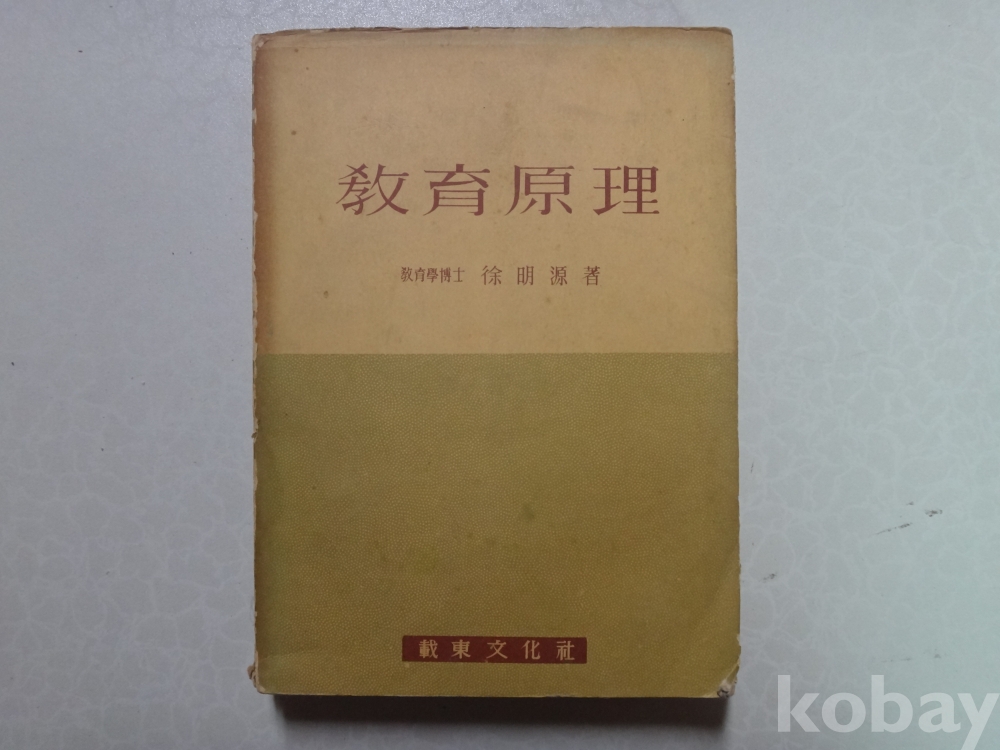 教育原理
教育學博士 徐明源 著
載東文化社
kobay